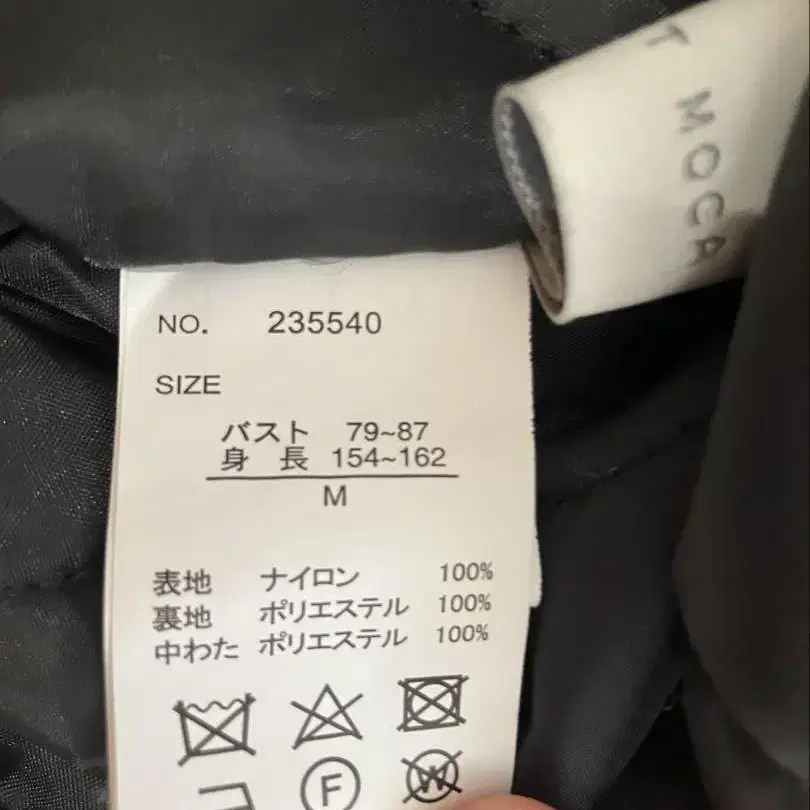 T MOCA
NO. 235540
SIZE
バスト 79~87
身長 154~162
M
表地 ナイロン 100%
裏地 ポリエステル 100%
中わた ポリエステル 100%
F
W